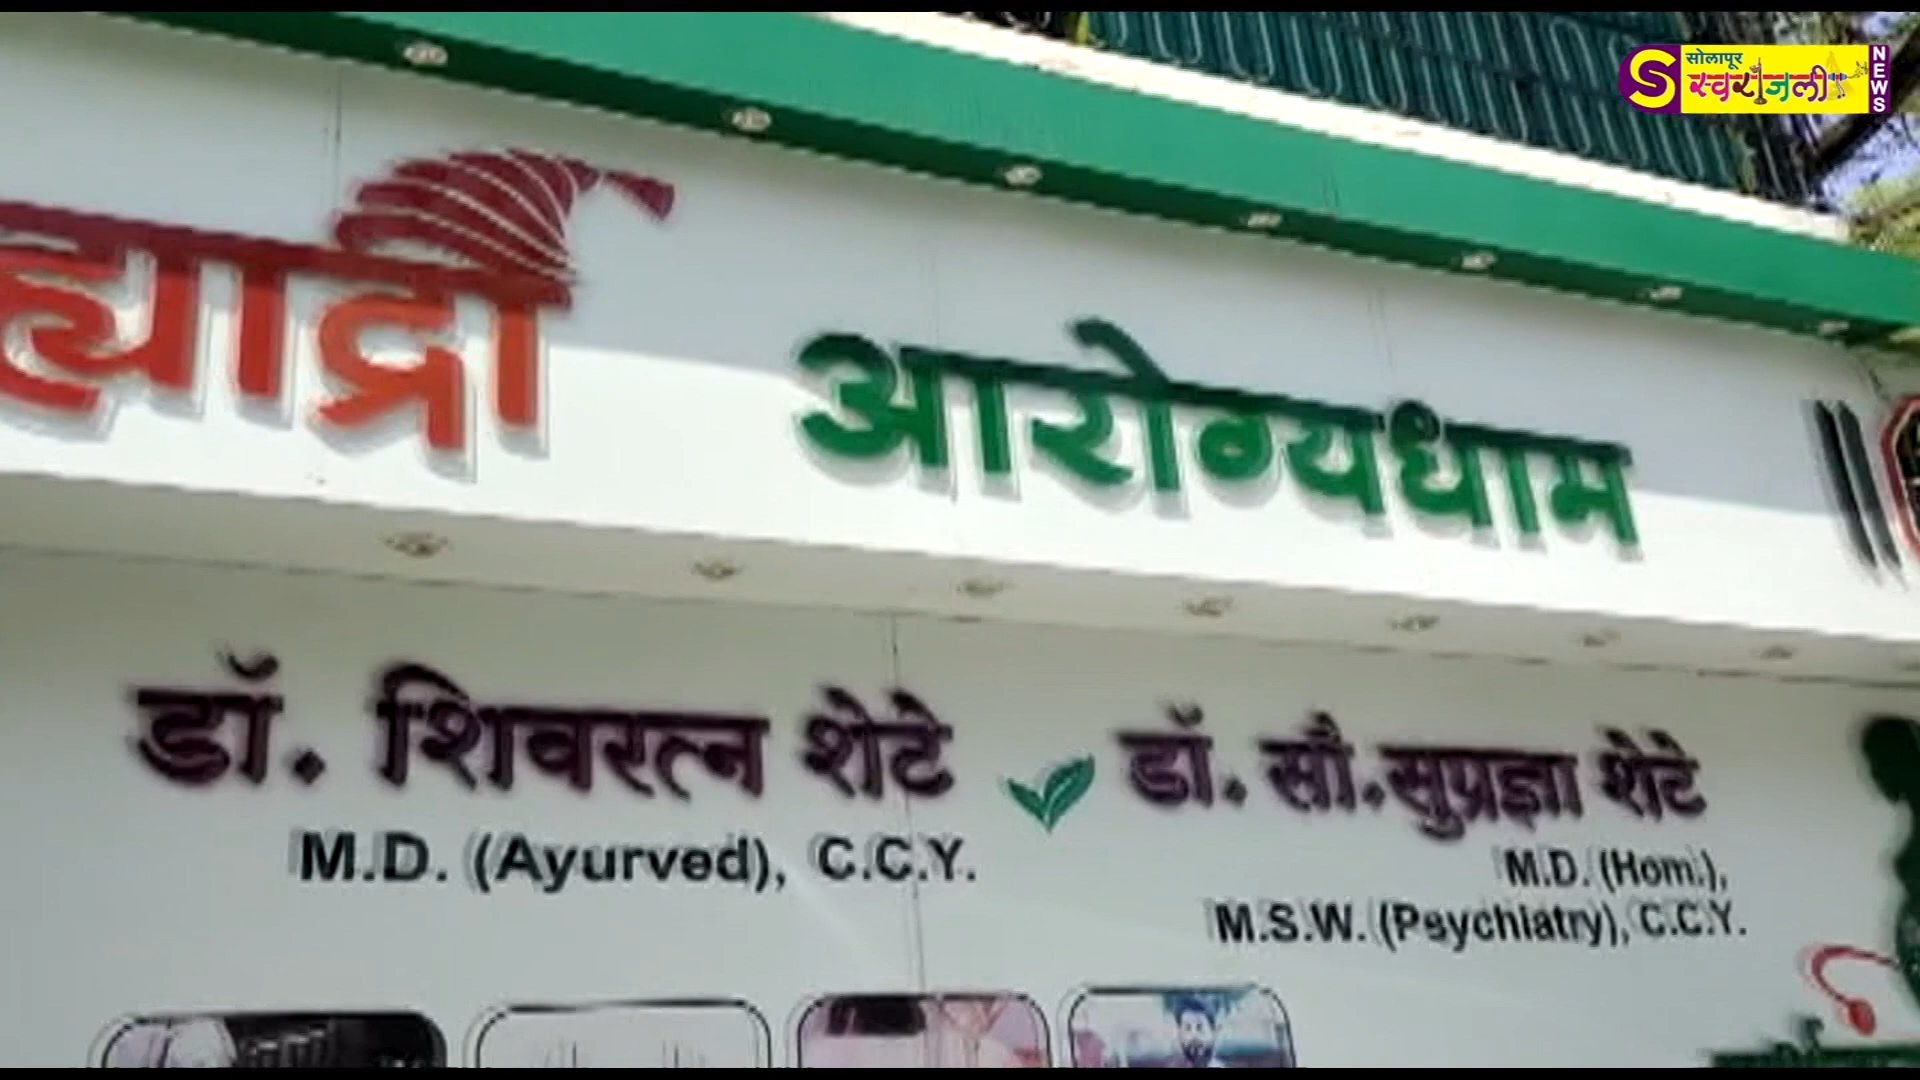 सोलापूर
S स्वरांजली NEWS
ह्याद्री आरोग्यधाम
डॉ. शिवरत्न शेटे
M.D. (Ayurved), C.C.Y.
डॉ. सौ.सुप्रज्ञा शेटे
M.D. (Hom.),
M.S.W. (Psychiatry), C.C.Y.